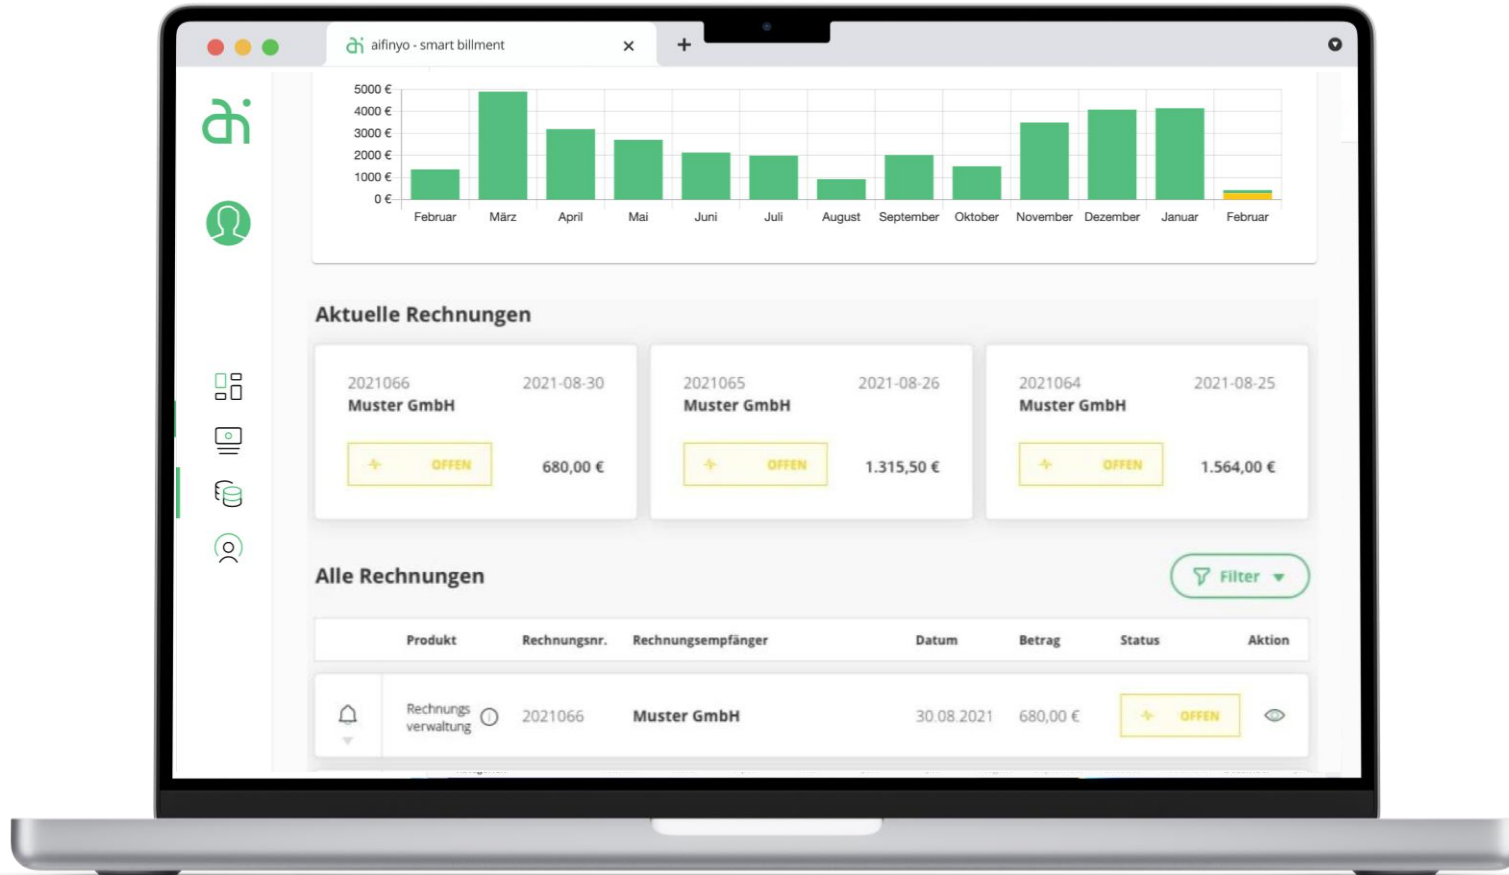 aifinyo - smart billment
5000 €
4000 €
3000 €
2000 €
1000 €
0 €
Februar März April Mai Juni Juli August September Oktober November Dezember Januar Februar
Aktuelle Rechnungen
2021066 2021-08-30
Muster GmbH
OFFEN 680,00 €
2021065 2021-08-26
Muster GmbH
OFFEN 1.315,50 €
2021064 2021-08-25
Muster GmbH
OFFEN 1.564,00 €
Alle Rechnungen
Filter
Produkt Rechnungsnr. Rechnungsempfänger Datum Betrag Status Aktion
Rechnungs
verwaltung
2021066 Muster GmbH 30.08.2021 680,00 € OFFEN